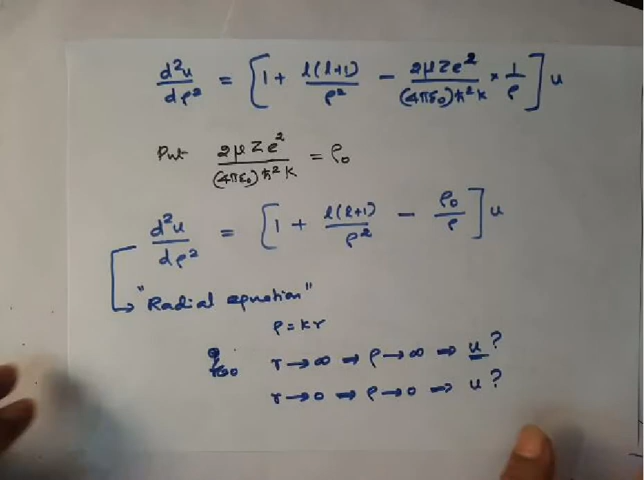 d²u/dρ² = [1 + l(l+1)/ρ² − 2μZe²/(4πε₀)ħ²k × 1/ρ] u
Put 2μZe²/(4πε₀)ħ²k = ρ₀
d²u/dρ² = [1 + l(l+1)/ρ² − ρ₀/ρ] u
"Radial equation"
ρ = kr
r → ∞ ⇒ ρ → ∞ ⇒ u?
r → 0 ⇒ ρ → 0 ⇒ u?